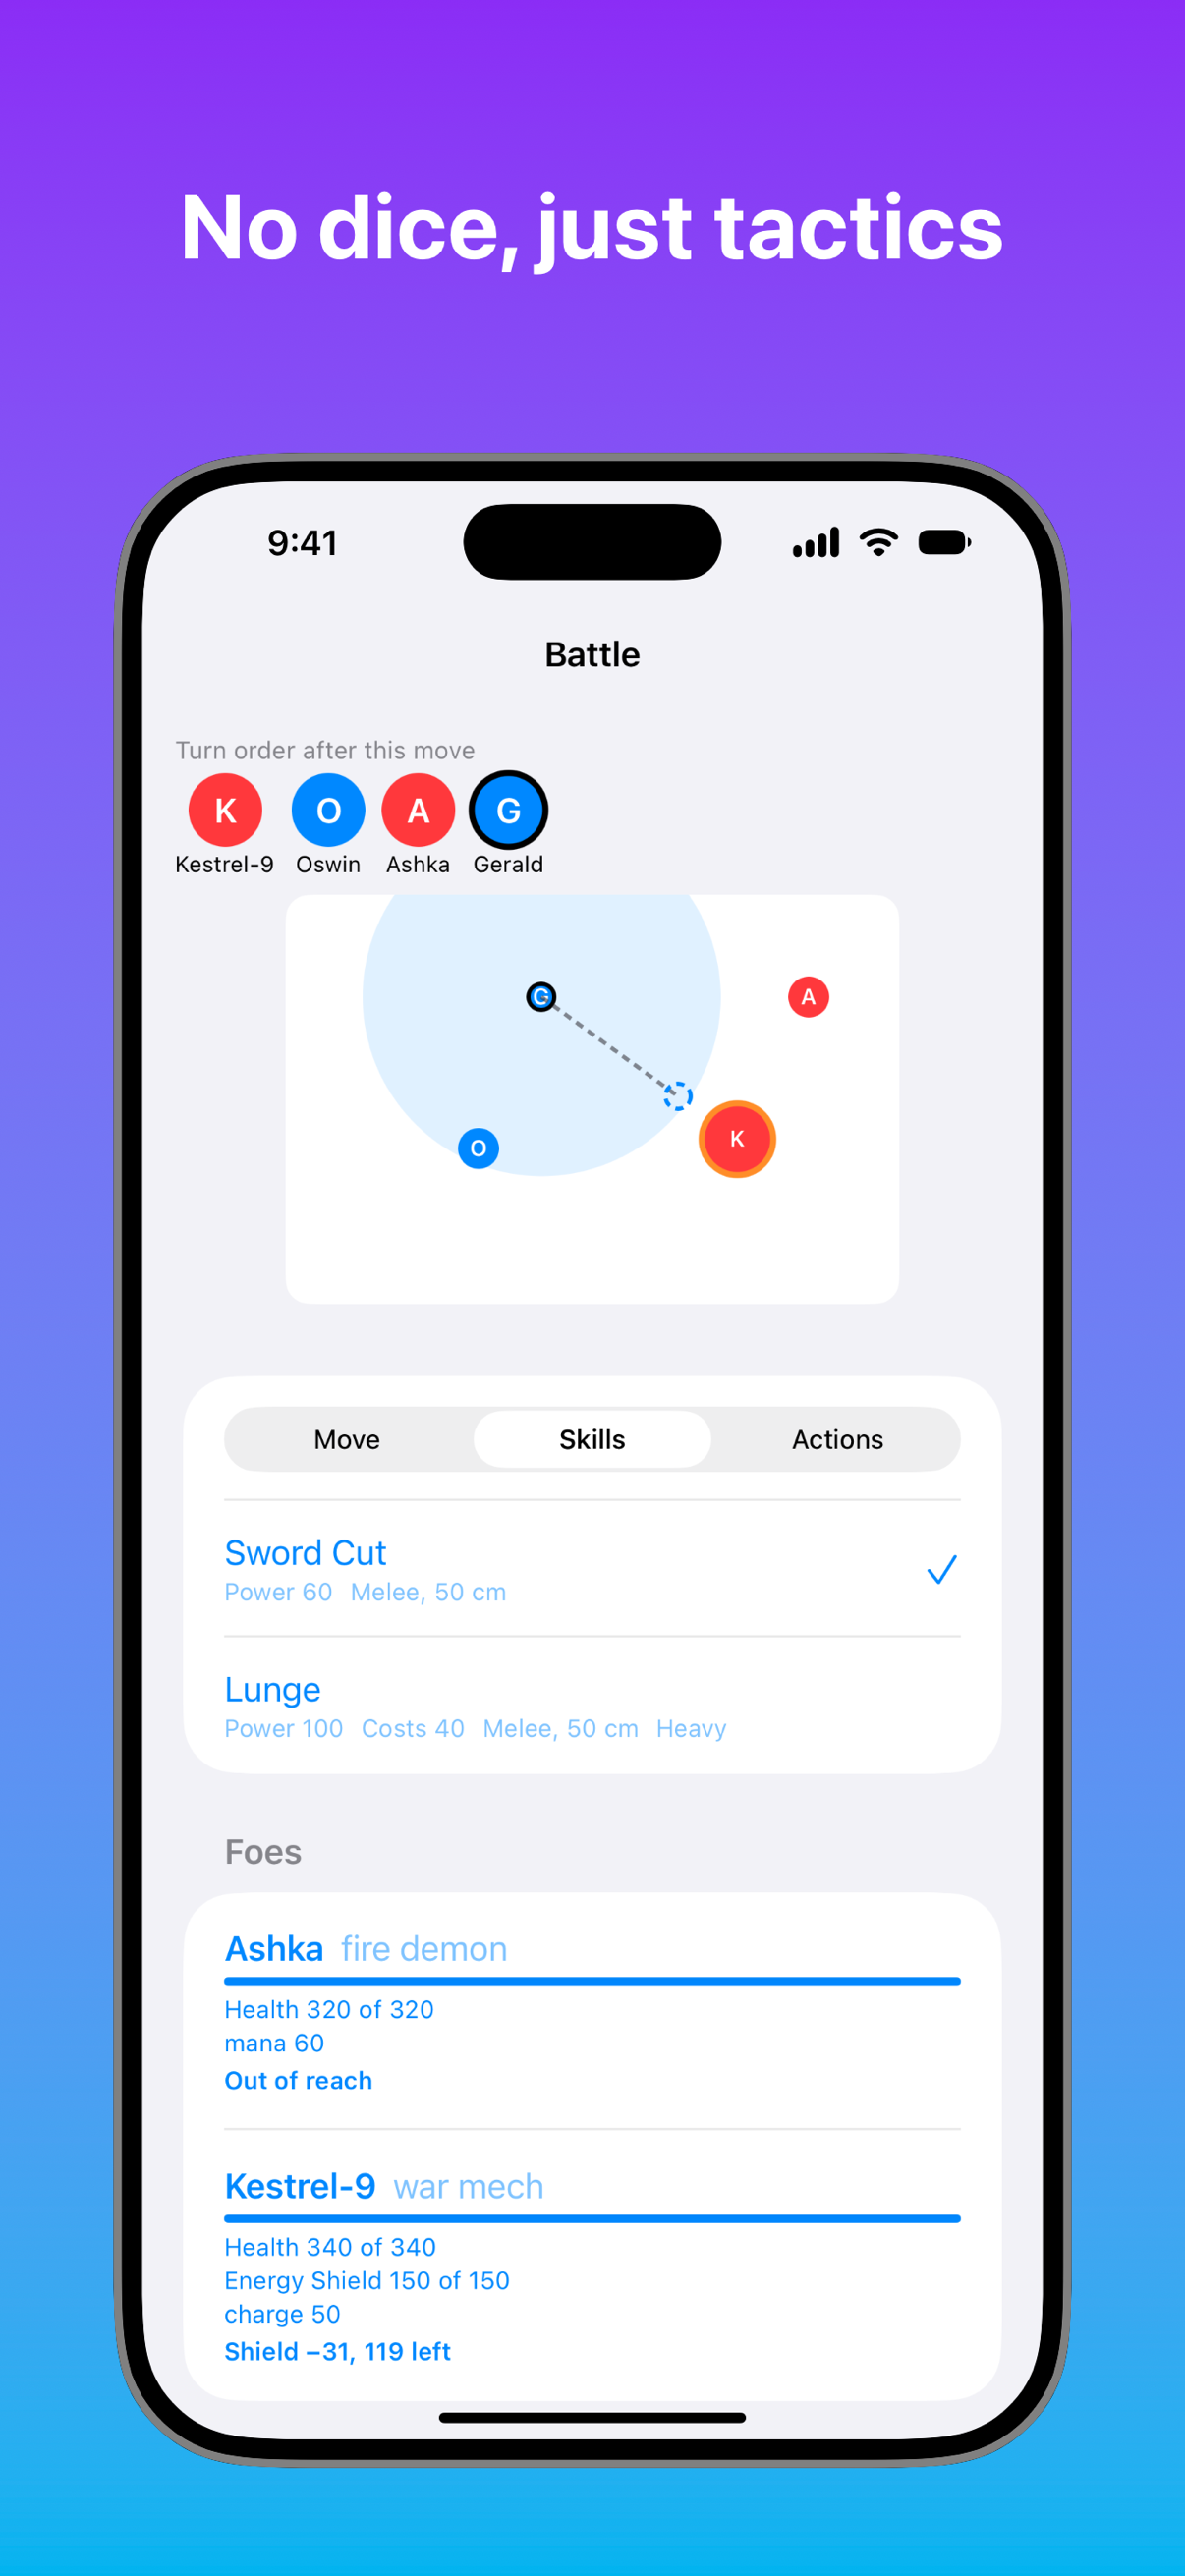 No dice, just tactics
9:41
Battle
Turn order after this move
K O A G
Kestrel-9 Oswin Ashka Gerald
G A
K
O
Move Skills Actions
Sword Cut
Power 60 Melee, 50 cm
Lunge
Power 100 Costs 40 Melee, 50 cm Heavy
Foes
Ashka fire demon
Health 320 of 320
mana 60
Out of reach
Kestrel-9 war mech
Health 340 of 340
Energy Shield 150 of 150
charge 50
Shield −31, 119 left